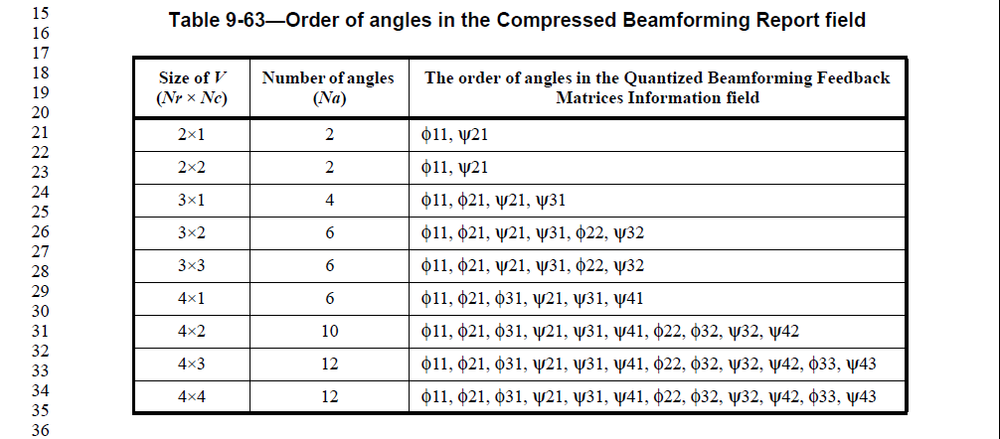 15
16
17
18
19
20
21
22
23
24
25
26
27
28
29
30
31
32
33
34
35
36
Table 9-63—Order of angles in the Compressed Beamforming Report field
Size of V (Nr × Nc) Number of angles (Na) The order of angles in the Quantized Beamforming Feedback Matrices Information field
2×1 2 ϕ11, ψ21
2×2 2 ϕ11, ψ21
3×1 4 ϕ11, ϕ21, ψ21, ψ31
3×2 6 ϕ11, ϕ21, ψ21, ψ31, ϕ22, ψ32
3×3 6 ϕ11, ϕ21, ψ21, ψ31, ϕ22, ψ32
4×1 6 ϕ11, ϕ21, ϕ31, ψ21, ψ31, ψ41
4×2 10 ϕ11, ϕ21, ϕ31, ψ21, ψ31, ψ41, ϕ22, ϕ32, ψ32, ψ42
4×3 12 ϕ11, ϕ21, ϕ31, ψ21, ψ31, ψ41, ϕ22, ϕ32, ψ32, ψ42, ϕ33, ψ43
4×4 12 ϕ11, ϕ21, ϕ31, ψ21, ψ31, ψ41, ϕ22, ϕ32, ψ32, ψ42, ϕ33, ψ43